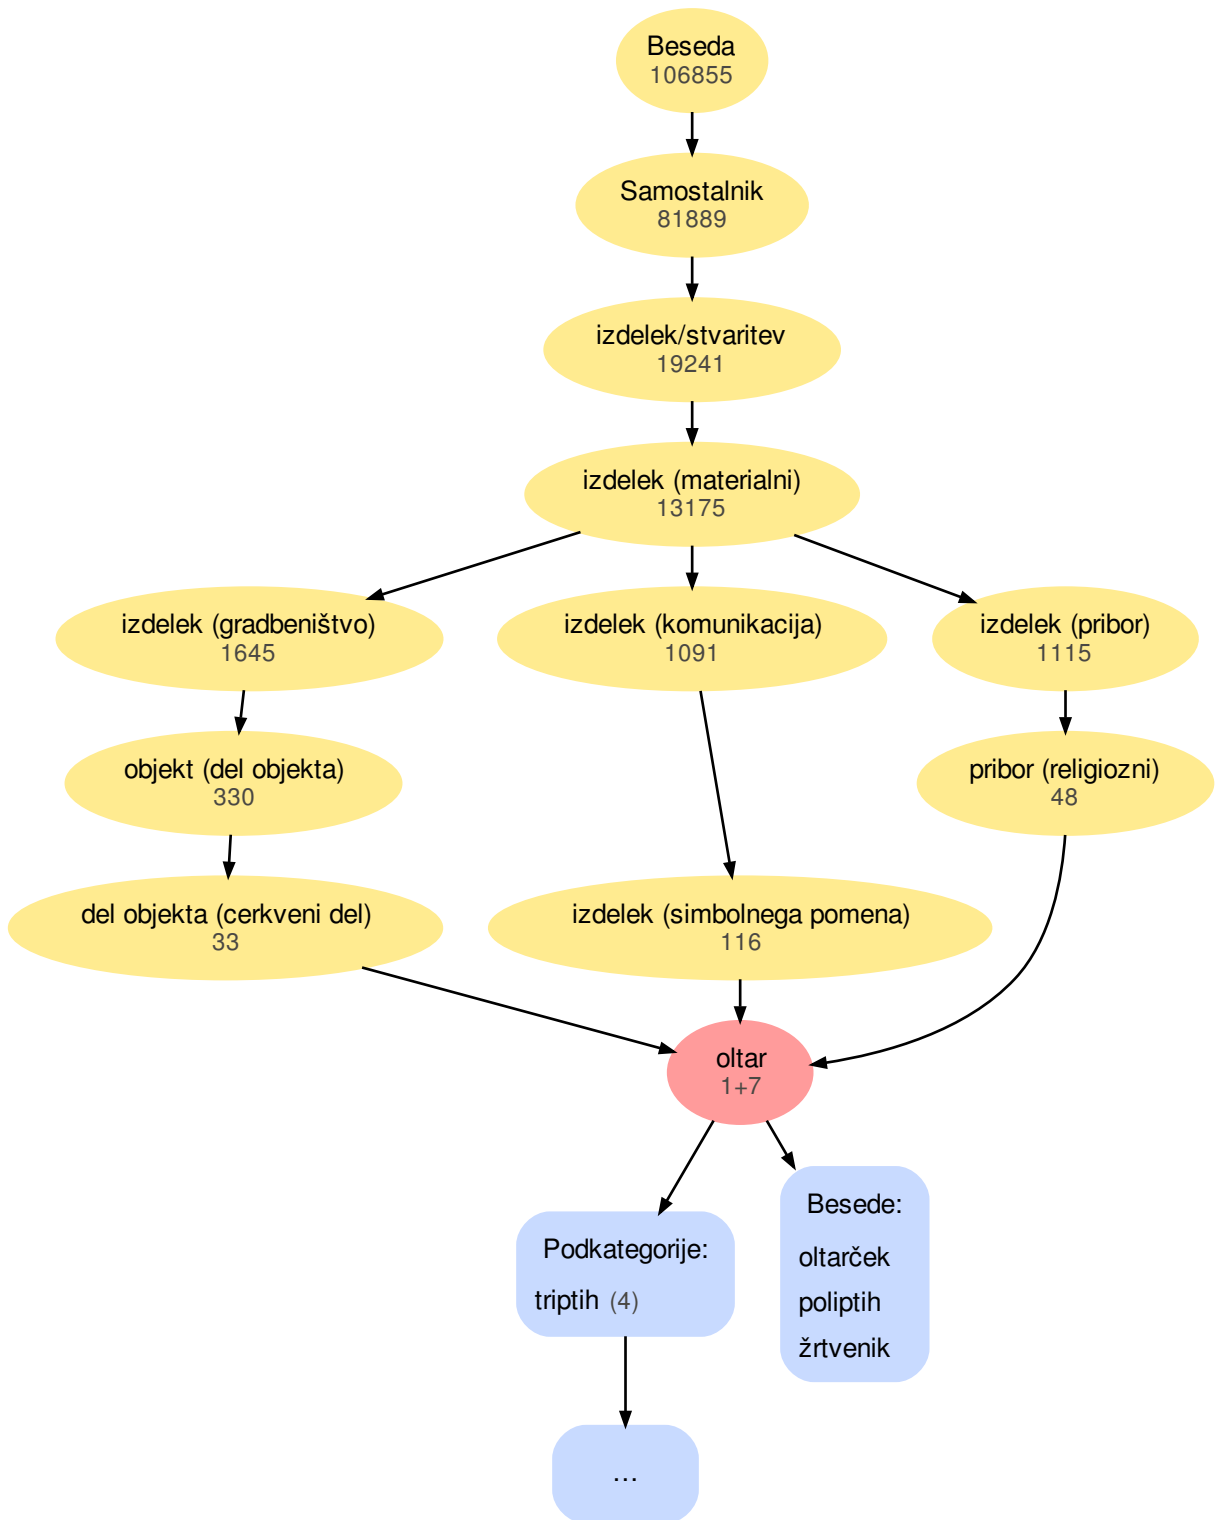 Beseda
106855
Samostalnik
81889
izdelek/stvaritev
19241
izdelek (materialni)
13175
izdelek (gradbeništvo)
1645
izdelek (komunikacija)
1091
izdelek (pribor)
1115
objekt (del objekta)
330
pribor (religiozni)
48
del objekta (cerkveni del)
33
izdelek (simbolnega pomena)
116
oltar
1+7
Podkategorije:
triptih (4)
Besede:
oltarček
poliptih
žrtvenik
...